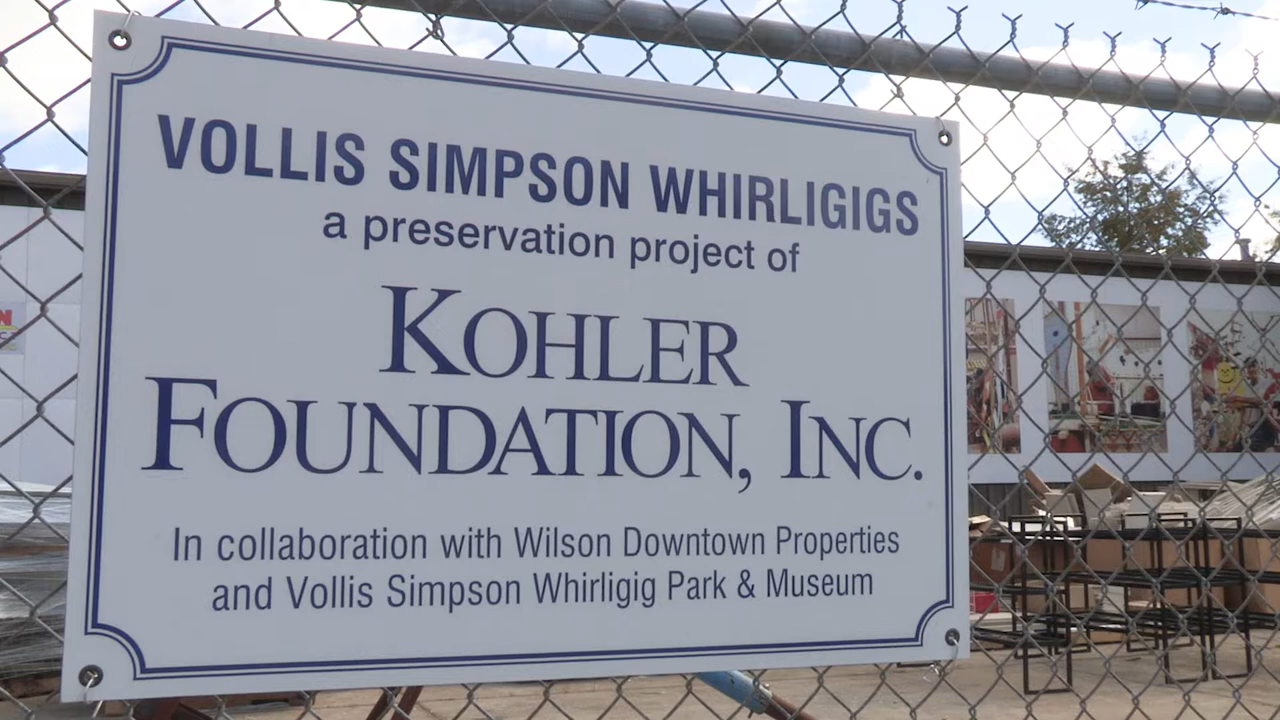 VOLLIS SIMPSON WHIRLIGIGS
a preservation project of
KOHLER
FOUNDATION, INC.
In collaboration with Wilson Downtown Properties
and Vollis Simpson Whirligig Park & Museum